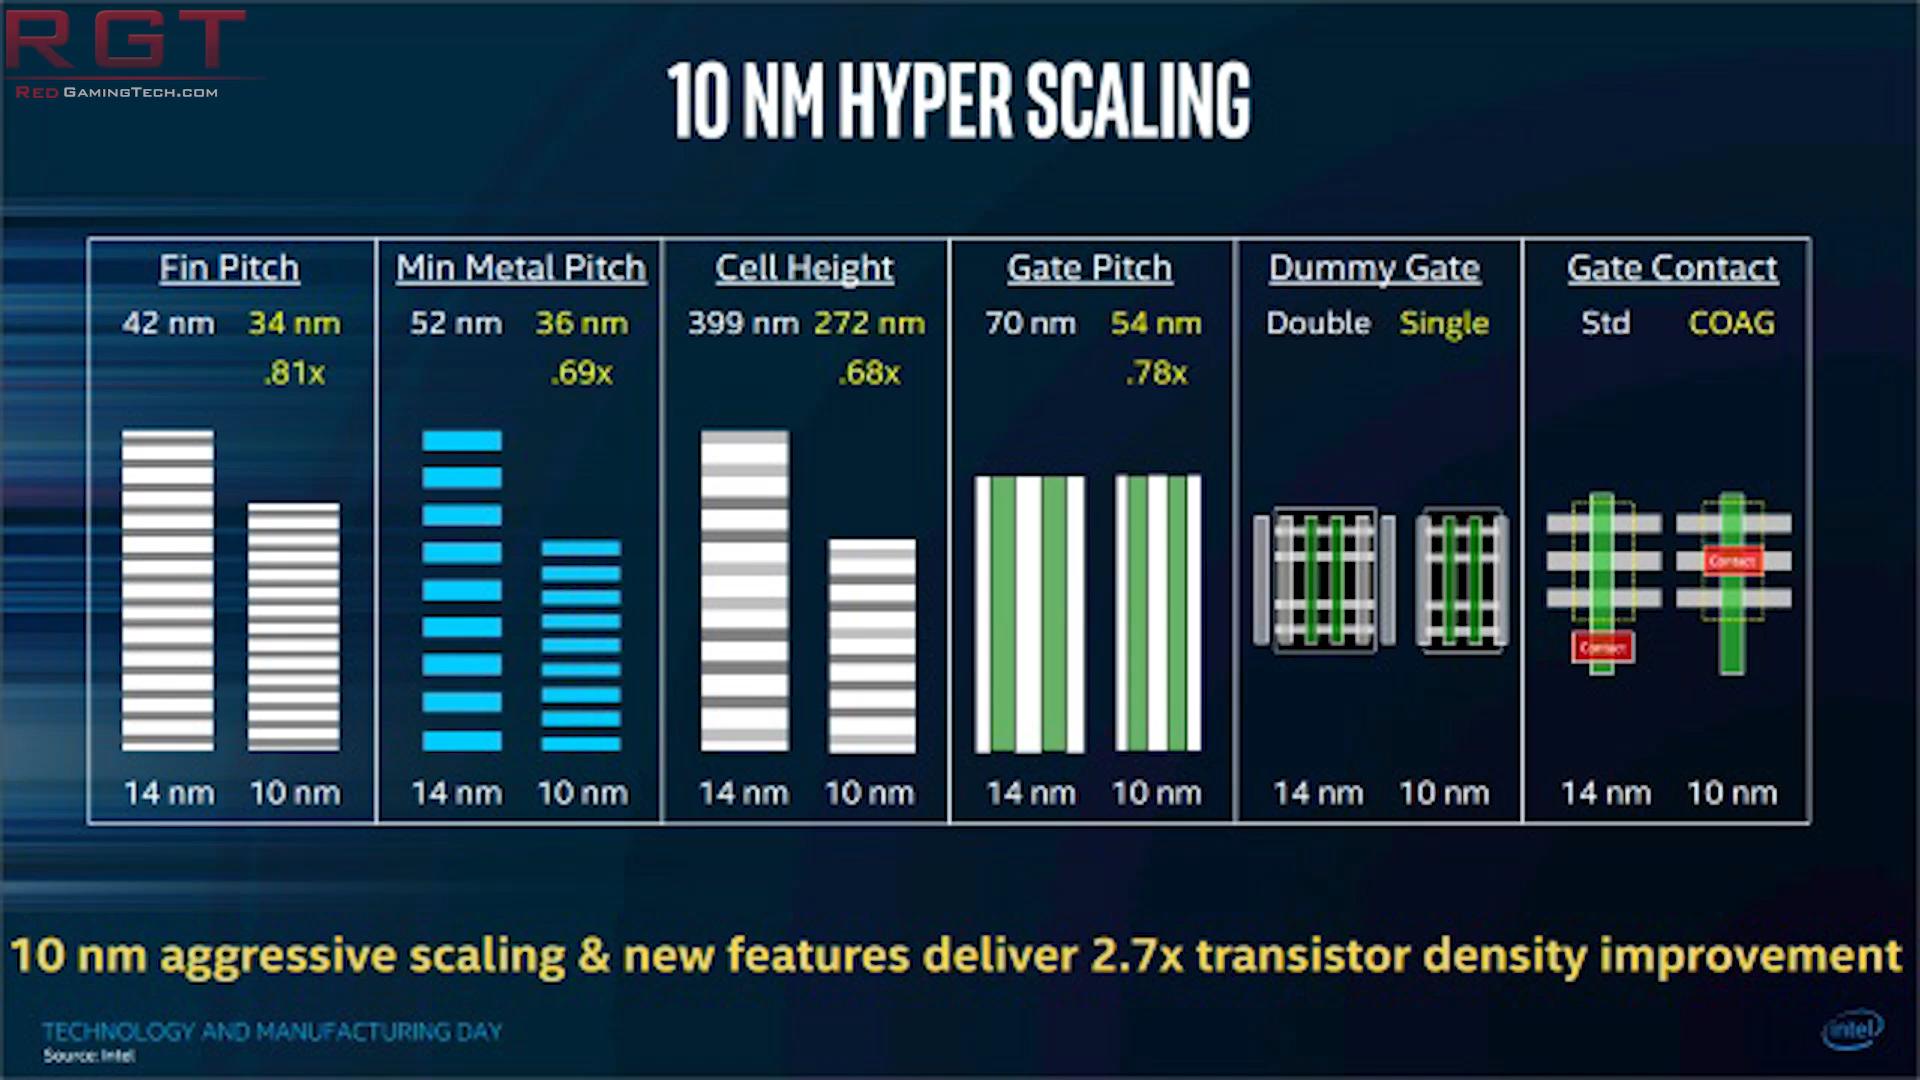 RGT
RedGamingTech.com
10 NM HYPER SCALING
Fin Pitch
42 nm 34 nm
.81x
14 nm 10 nm
Min Metal Pitch
52 nm 36 nm
.69x
14 nm 10 nm
Cell Height
399 nm 272 nm
.68x
14 nm 10 nm
Gate Pitch
70 nm 54 nm
.78x
14 nm 10 nm
Dummy Gate
Double Single
14 nm 10 nm
Gate Contact
Std COAG
Contact
Contact
14 nm 10 nm
10 nm aggressive scaling & new features deliver 2.7x transistor density improvement
TECHNOLOGY AND MANUFACTURING DAY
Source: Intel
intel